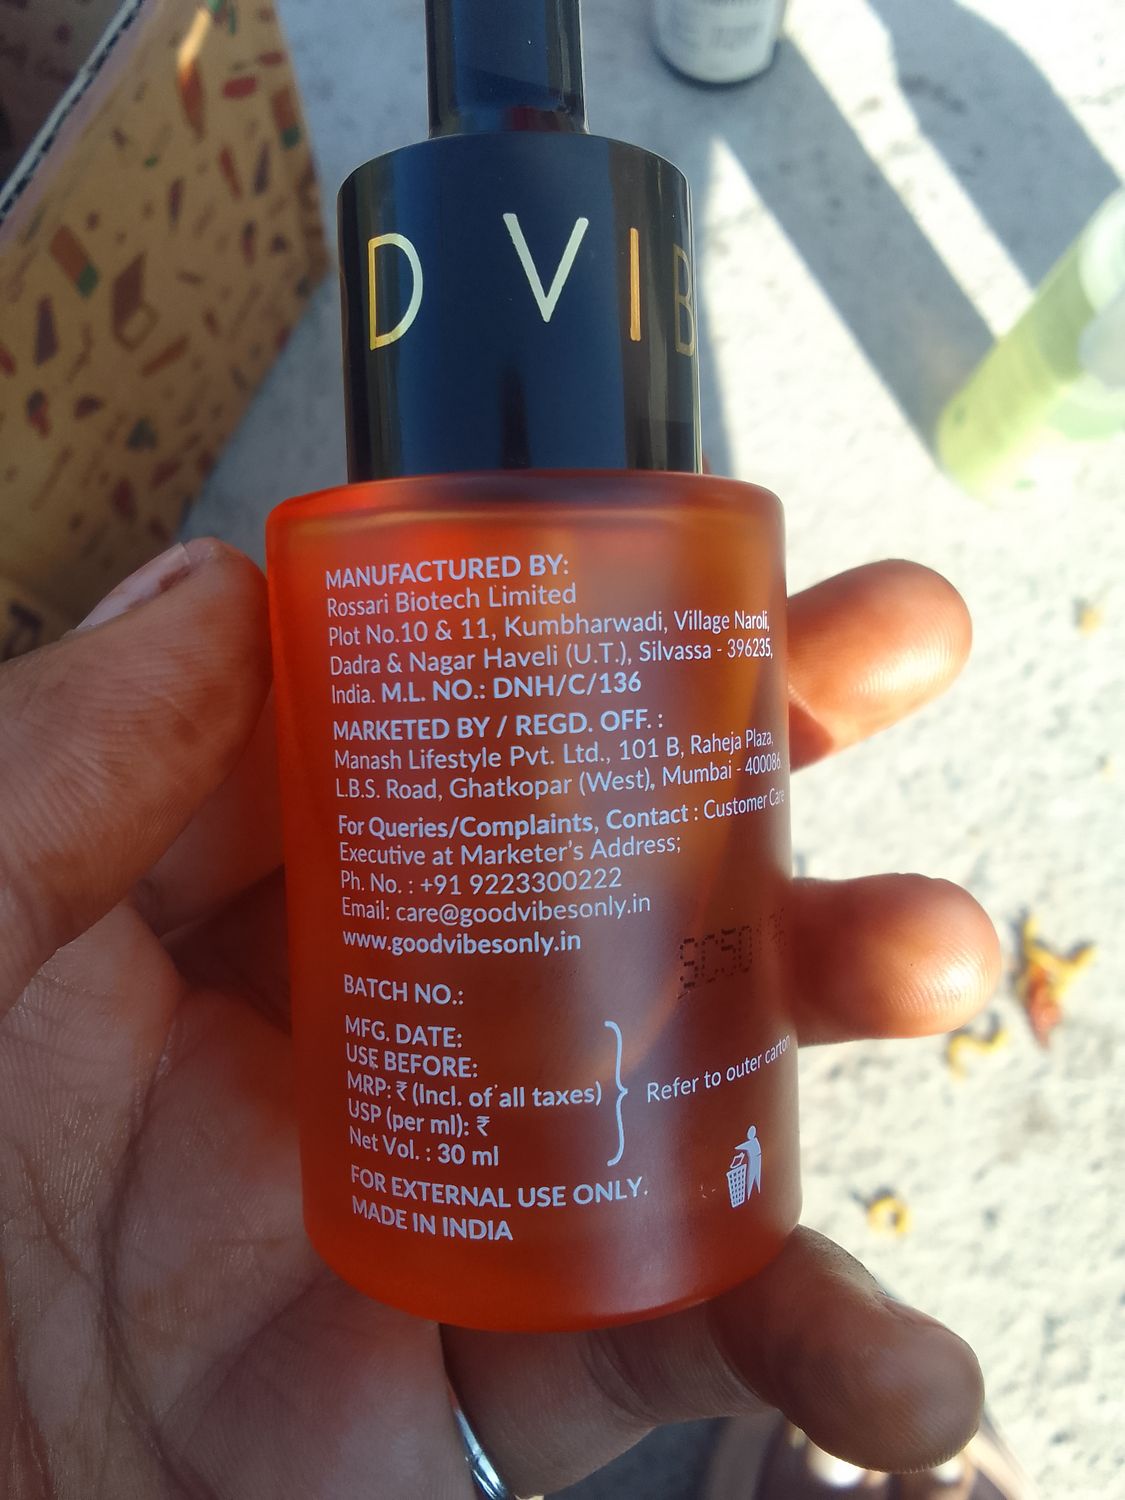 D VIB
MANUFACTURED BY:
Rossari Biotech Limited
Plot No.10 & 11, Kumbharwadi, Village Naroli,
Dadra & Nagar Haveli (U.T.), Silvassa - 396235,
India. M.L. NO.: DNH/C/136
MARKETED BY / REGD. OFF. :
Manash Lifestyle Pvt. Ltd., 101 B, Raheja Plaza,
L.B.S. Road, Ghatkopar (West), Mumbai - 400086.
For Queries/Complaints, Contact : Customer Care
Executive at Marketer's Address;
Ph. No. : +91 9223300222
Email: care@goodvibesonly.in
www.goodvibesonly.in
BATCH NO.:
MFG. DATE:
USE BEFORE:
MRP: ₹ (Incl. of all taxes)
USP (per ml): ₹
Net Vol. : 30 ml
Refer to outer carton
FOR EXTERNAL USE ONLY.
MADE IN INDIA